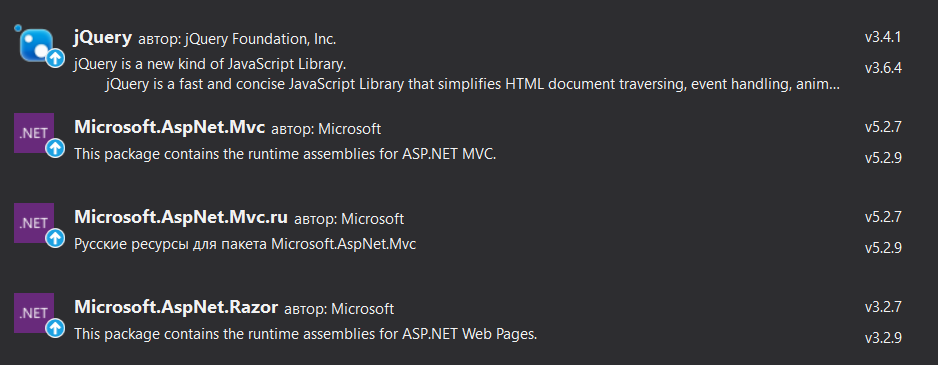 jQuery автор: jQuery Foundation, Inc. v3.4.1
jQuery is a new kind of JavaScript Library. v3.6.4
jQuery is a fast and concise JavaScript Library that simplifies HTML document traversing, event handling, anim...
.NET Microsoft.AspNet.Mvc автор: Microsoft v5.2.7
This package contains the runtime assemblies for ASP.NET MVC. v5.2.9
.NET Microsoft.AspNet.Mvc.ru автор: Microsoft v5.2.7
Русские ресурсы для пакета Microsoft.AspNet.Mvc v5.2.9
.NET Microsoft.AspNet.Razor автор: Microsoft v3.2.7
This package contains the runtime assemblies for ASP.NET Web Pages. v3.2.9